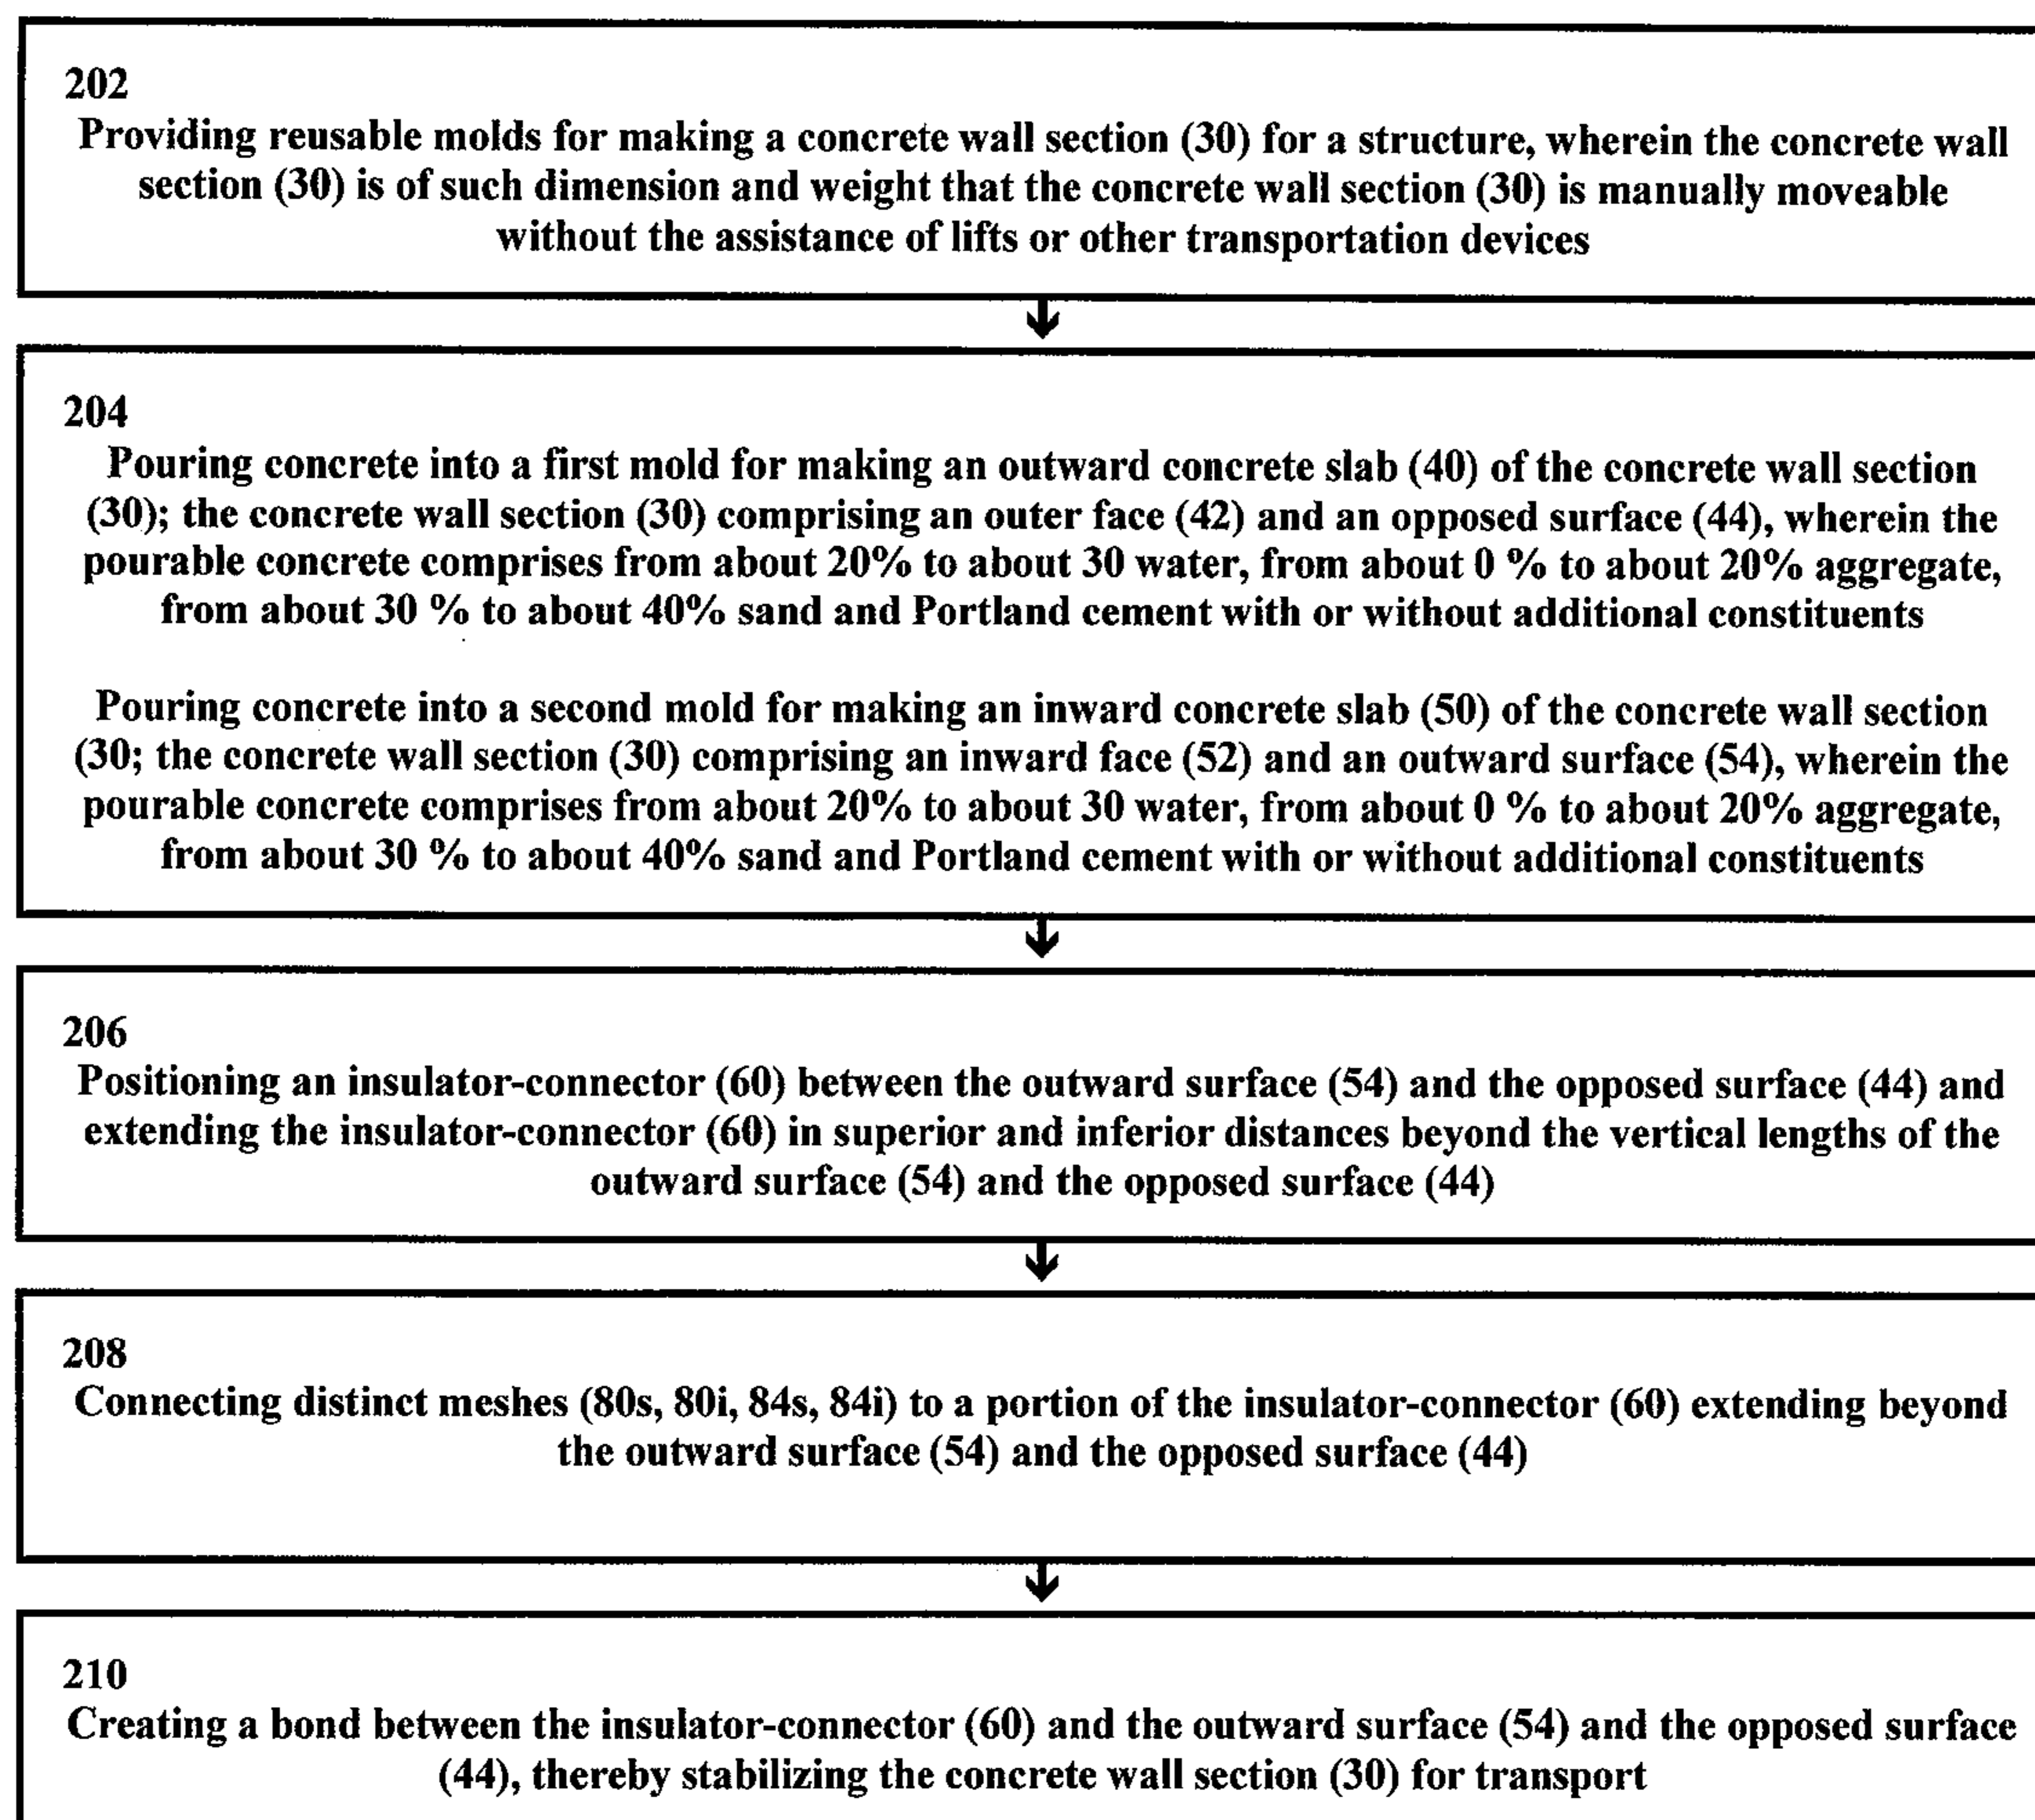 202
Providing reusable molds for making a concrete wall section (30) for a structure, wherein the concrete wall
section (30) is of such dimension and weight that the concrete wall section (30) is manually moveable
without the assistance of lifts or other transportation devices
204
Pouring concrete into a first mold for making an outward concrete slab (40) of the concrete wall section
(30); the concrete wall section (30) comprising an outer face (42) and an opposed surface (44), wherein the
pourable concrete comprises from about 20% to about 30 water, from about 0 % to about 20% aggregate,
from about 30 % to about 40% sand and Portland cement with or without additional constituents
Pouring concrete into a second mold for making an inward concrete slab (50) of the concrete wall section
(30; the concrete wall section (30) comprising an inward face (52) and an outward surface (54), wherein the
pourable concrete comprises from about 20% to about 30 water, from about 0 % to about 20% aggregate,
from about 30 % to about 40% sand and Portland cement with or without additional constituents
206
Positioning an insulator-connector (60) between the outward surface (54) and the opposed surface (44) and
extending the insulator-connector (60) in superior and inferior distances beyond the vertical lengths of the
outward surface (54) and the opposed surface (44)
208
Connecting distinct meshes (80s, 80i, 84s, 84i) to a portion of the insulator-connector (60) extending beyond
the outward surface (54) and the opposed surface (44)
210
Creating a bond between the insulator-connector (60) and the outward surface (54) and the opposed surface
(44), thereby stabilizing the concrete wall section (30) for transport